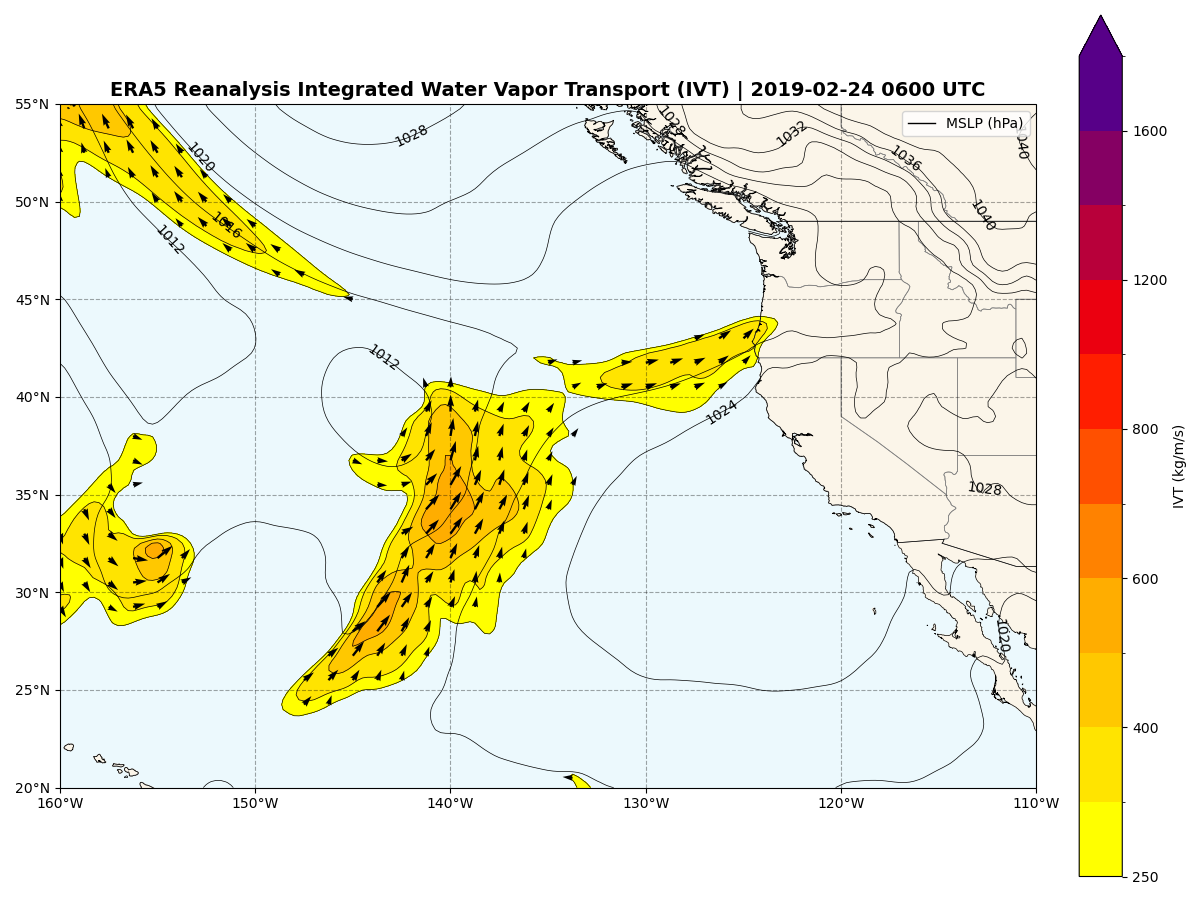 ERA5 Reanalysis Integrated Water Vapor Transport (IVT) | 2019-02-24 0600 UTC
MSLP (hPa)
55°N
50°N
45°N
40°N
35°N
30°N
25°N
20°N
160°W
150°W
140°W
130°W
120°W
110°W
1028
1028
1032
1036
1040
1040
1020
1016
1012
1012
1024
1028
1020
1600
1200
800
600
400
250
IVT (kg/m/s)